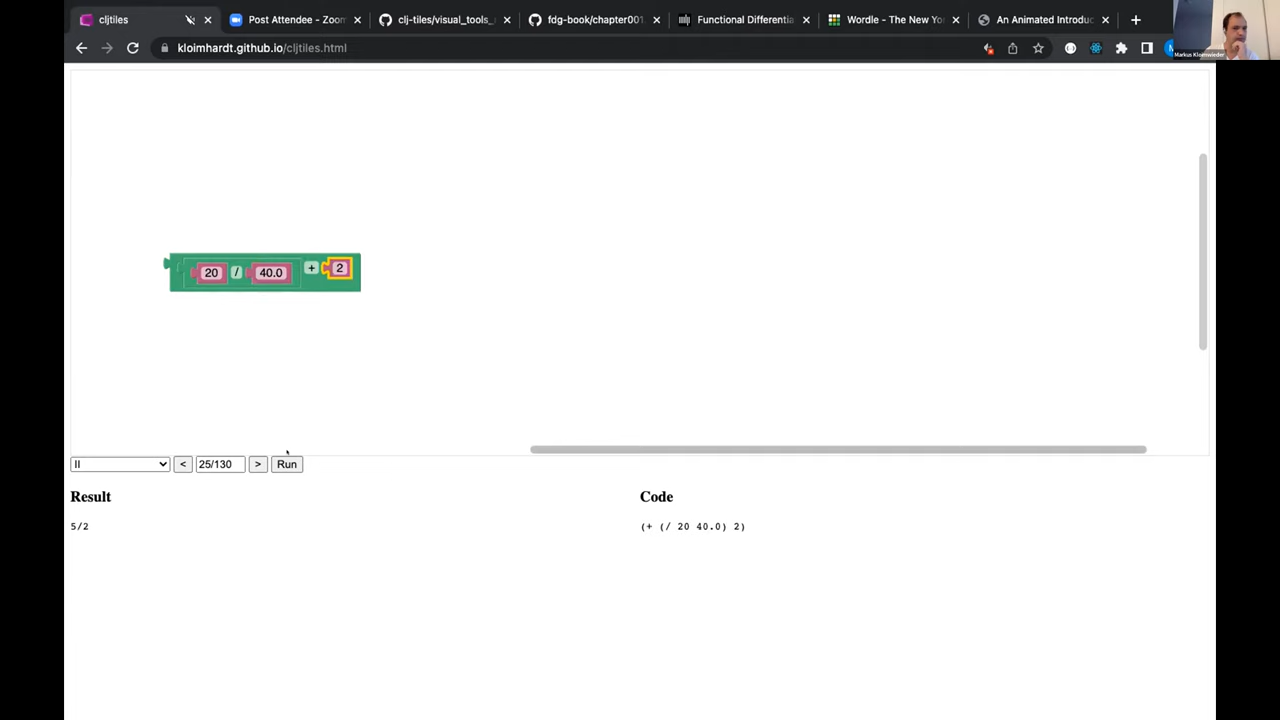 cljtiles
Post Attendee - Zoom
clj-tiles/visual_tools_
fdg-book/chapter001
Functional Differentia
Wordle - The New Yo
An Animated Introduc
kloimhardt.github.io/cljtiles.html
20 / 40.0 + 2
II < 25/130 > Run
Result
Code
5/2
(+ (/ 20 40.0) 2)